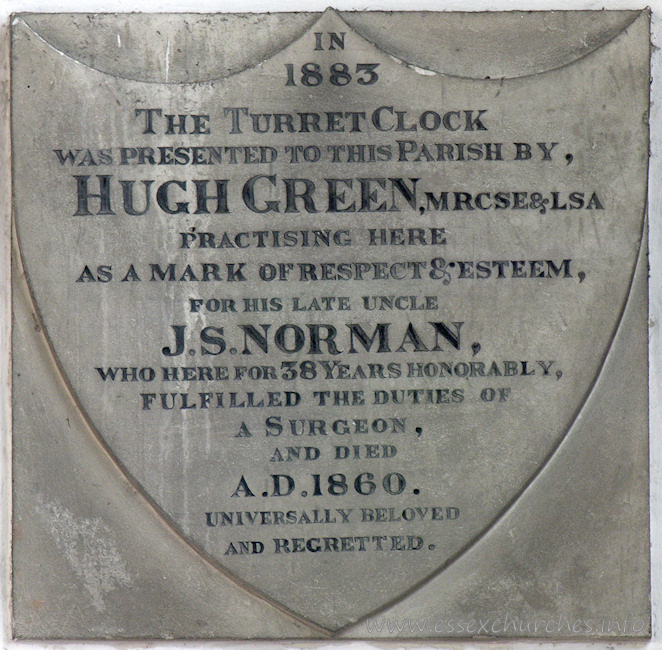 IN
1883
THE TURRET CLOCK
WAS PRESENTED TO THIS PARISH BY,
HUGH GREEN, MRCSE&LSA
PRACTISING HERE
AS A MARK OF RESPECT & ESTEEM,
FOR HIS LATE UNCLE
J.S. NORMAN,
WHO HERE FOR 38 YEARS HONORABLY,
FULFILLED THE DUTIES OF
A SURGEON,
AND DIED
A.D. 1860.
UNIVERSALLY BELOVED
AND REGRETTED.
www.essexchurches.info